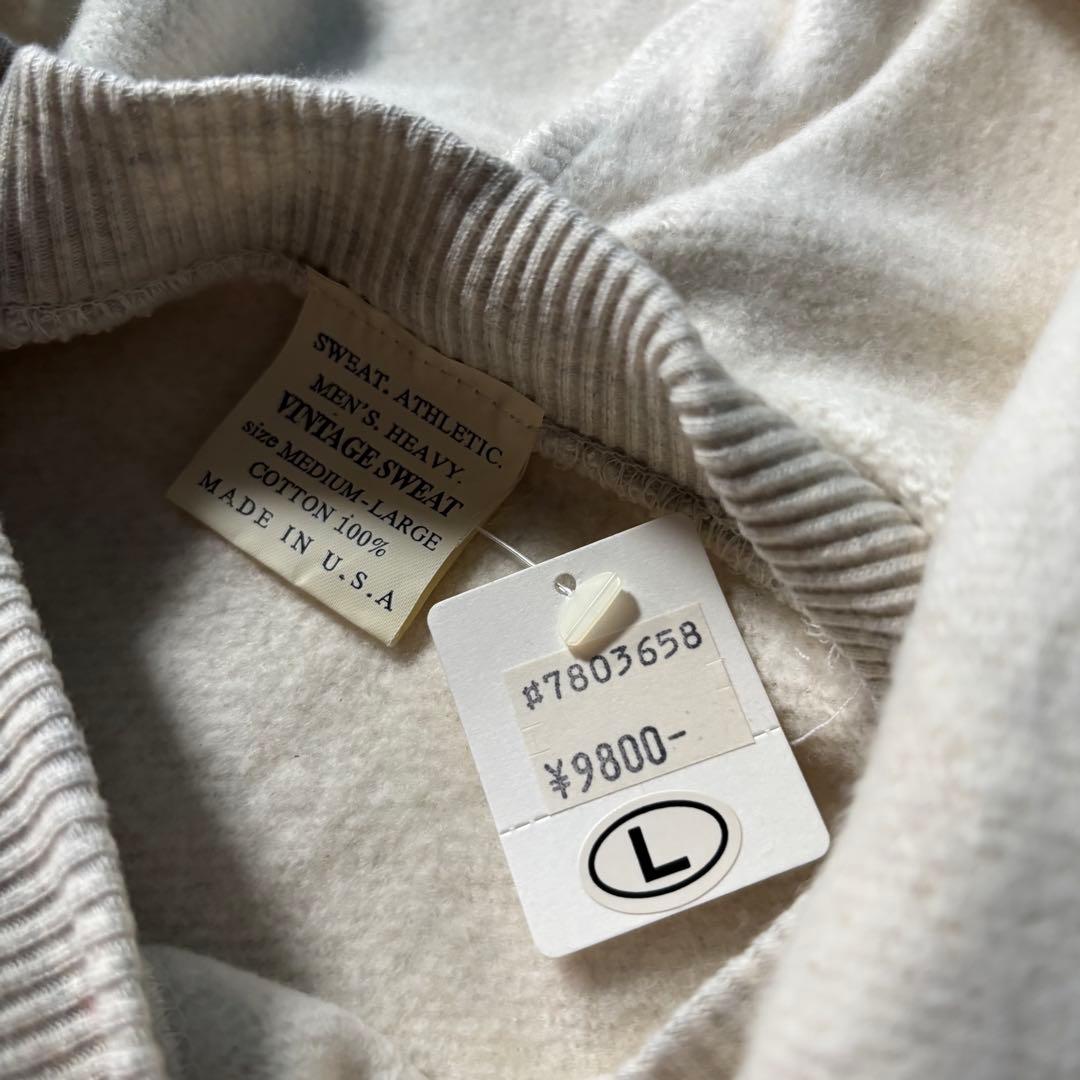 SWEAT. ATHLETIC.
MEN'S. HEAVY.
VINTAGE SWEAT
size MEDIUM-LARGE
COTTON 100%
MADE IN U.S.A
#7803658
¥9800-
L